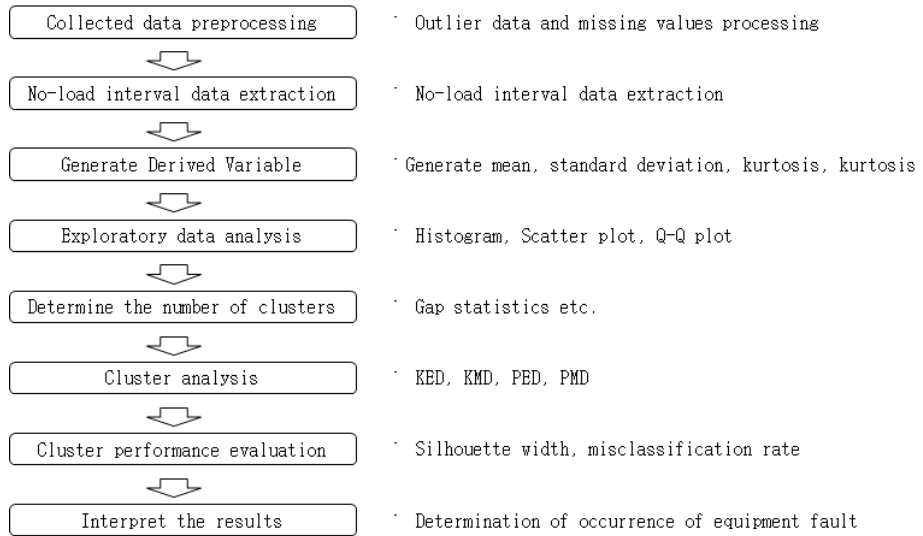 Collected data preprocessing · Outlier data and missing values processing
No-load interval data extraction · No-load interval data extraction
Generate Derived Variable · Generate mean, standard deviation, kurtosis, kurtosis
Exploratory data analysis · Histogram, Scatter plot, Q-Q plot
Determine the number of clusters · Gap statistics etc.
Cluster analysis · KED, KMD, PED, PMD
Cluster performance evaluation · Silhouette width, misclassification rate
Interpret the results · Determination of occurrence of equipment fault